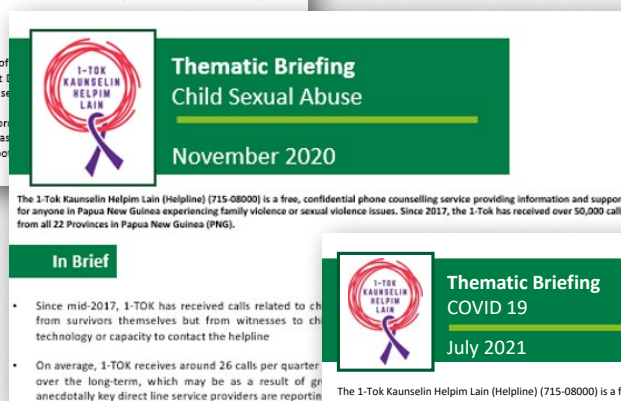 1-TOK
KAUNSELIN
HELPIM
LAIN
Thematic Briefing
Child Sexual Abuse
November 2020
The 1-Tok Kaunselin Helpim Lain (Helpline) (715-08000) is a free, confidential phone counselling service providing information and suppor
for anyone in Papua New Guinea experiencing family violence or sexual violence issues. Since 2017, the 1-Tok has received over 50,000 call
from all 22 Provinces in Papua New Guinea (PNG).
In Brief
• Since mid-2017, 1-TOK has received calls related to ch
from survivors themselves but from witnesses to ch
technology or capacity to contact the helpline
• On average, 1-TOK receives around 26 calls per quarter
over the long-term, which may be as a result of gr
anecdotally key direct line service providers are reportin
1-TOK
KAUNSELIN
HELPIM
LAIN
Thematic Briefing
COVID 19
July 2021
The 1-Tok Kaunselin Helpim Lain (Helpline) (715-08000) is a f